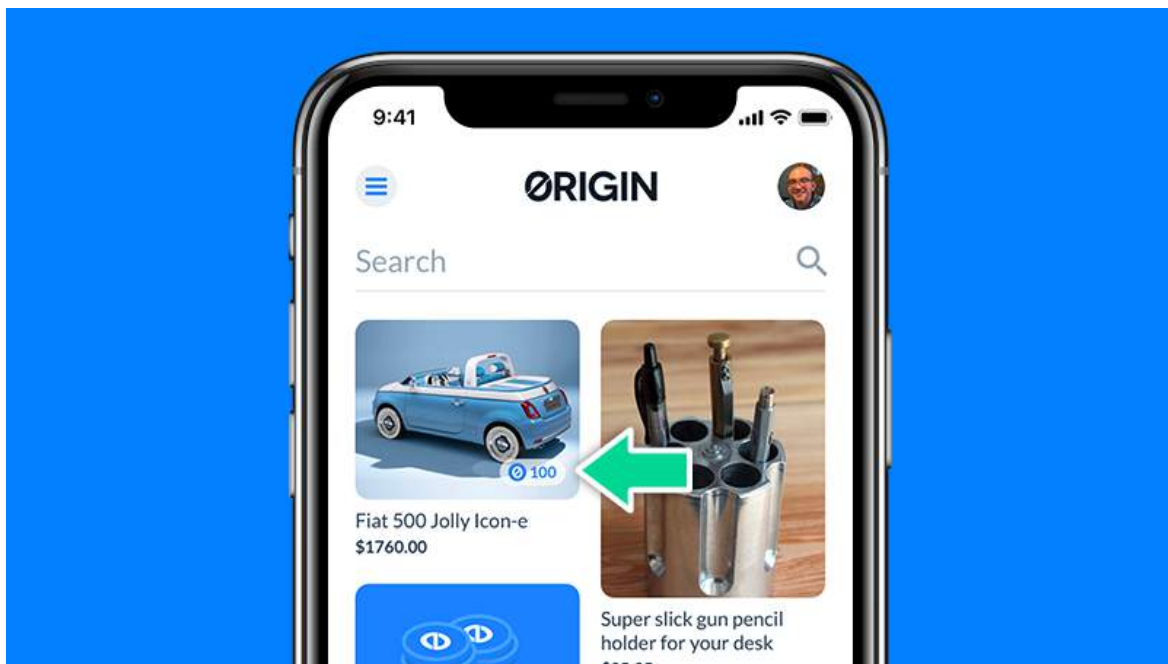 9:41
ØRIGIN
Search
100
Fiat 500 Jolly Icon-e
$1760.00
Super slick gun pencil
holder for your desk